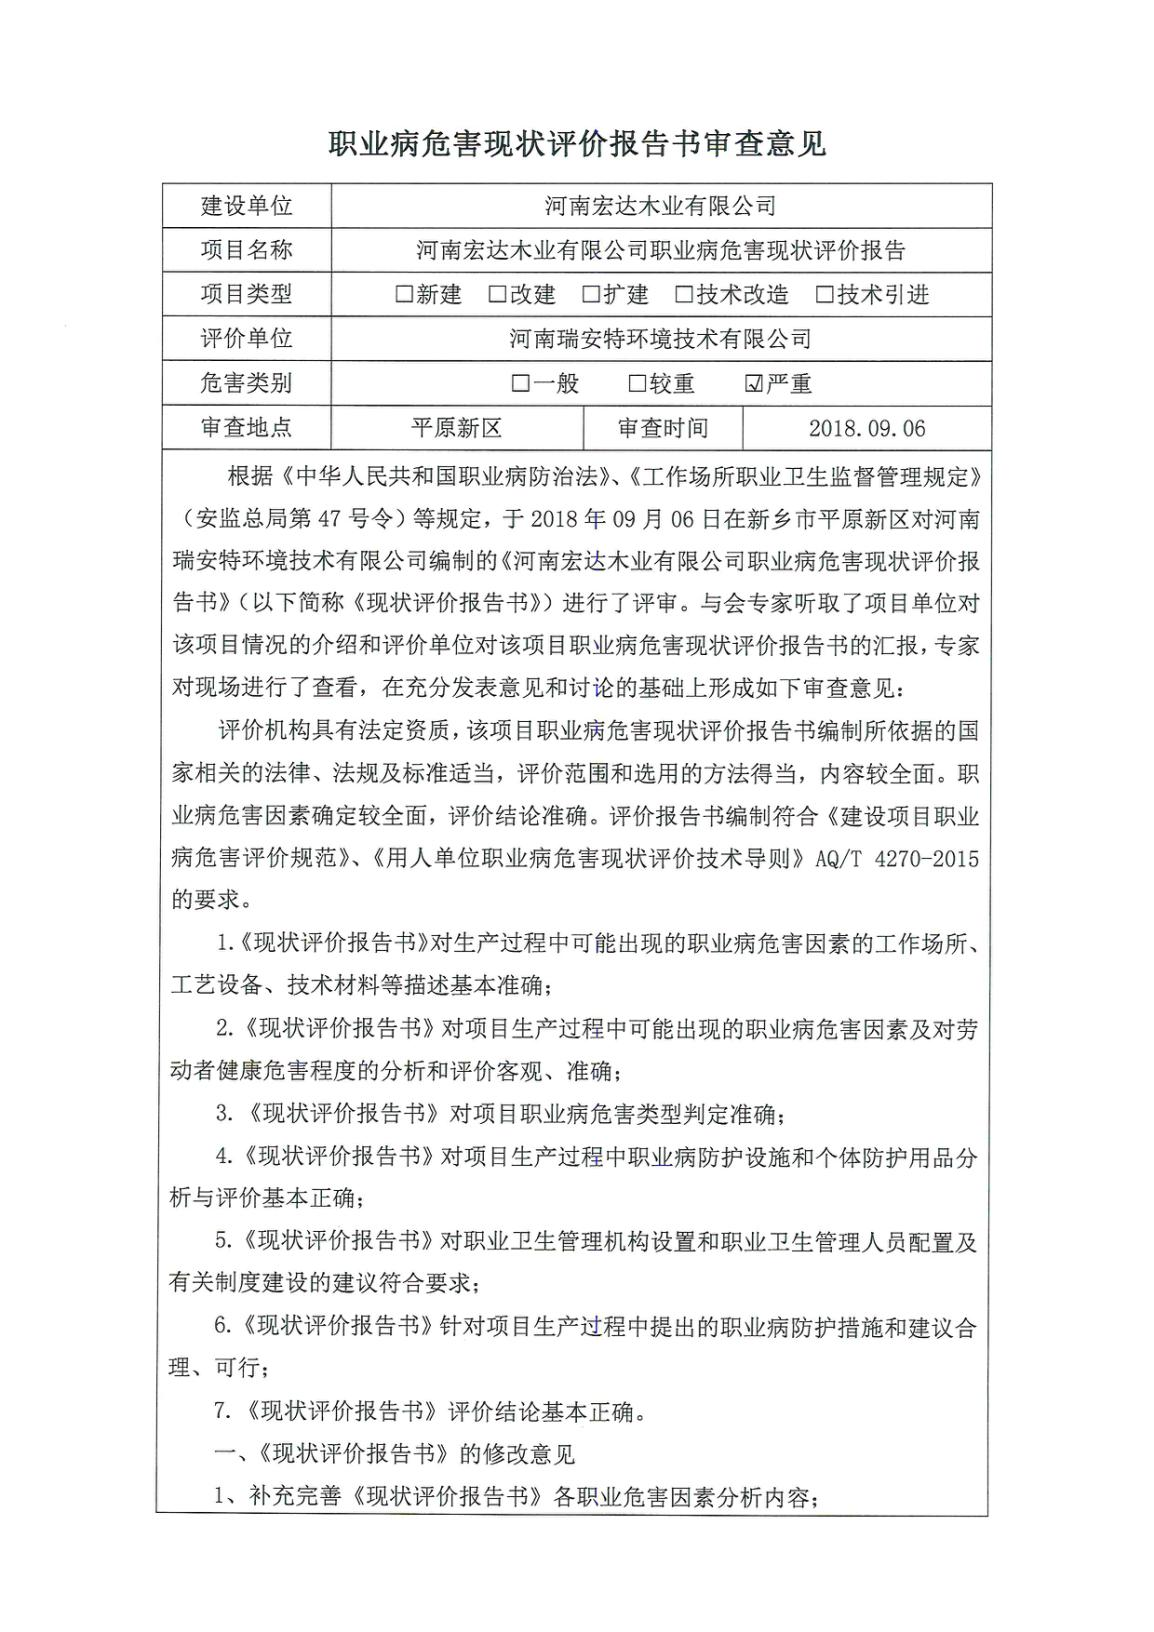 职业病危害现状评价报告书审查意见
建设单位 河南宏达木业有限公司
项目名称 河南宏达木业有限公司职业病危害现状评价报告
项目类型 □新建 □改建 □扩建 □技术改造 □技术引进
评价单位 河南瑞安特环境技术有限公司
危害类别 □一般 □较重 ☑严重
审查地点 平原新区 审查时间 2018.09.06
根据《中华人民共和国职业病防治法》、《工作场所职业卫生监督管理规定》
（安监总局第 47 号令）等规定，于 2018 年 09 月 06 日在新乡市平原新区对河南
瑞安特环境技术有限公司编制的《河南宏达木业有限公司职业病危害现状评价报
告书》（以下简称《现状评价报告书》）进行了评审。与会专家听取了项目单位对
该项目情况的介绍和评价单位对该项目职业病危害现状评价报告书的汇报，专家
对现场进行了查看，在充分发表意见和讨论的基础上形成如下审查意见：
评价机构具有法定资质，该项目职业病危害现状评价报告书编制所依据的国
家相关的法律、法规及标准适当，评价范围和选用的方法得当，内容较全面。职
业病危害因素确定较全面，评价结论准确。评价报告书编制符合《建设项目职业
病危害评价规范》、《用人单位职业病危害现状评价技术导则》AQ/T 4270-2015
的要求。
1.《现状评价报告书》对生产过程中可能出现的职业病危害因素的工作场所、
工艺设备、技术材料等描述基本准确；
2.《现状评价报告书》对项目生产过程中可能出现的职业病危害因素及对劳
动者健康危害程度的分析和评价客观、准确；
3.《现状评价报告书》对项目职业病危害类型判定准确；
4.《现状评价报告书》对项目生产过程中职业病防护设施和个体防护用品分
析与评价基本正确；
5.《现状评价报告书》对职业卫生管理机构设置和职业卫生管理人员配置及
有关制度建设的建议符合要求；
6.《现状评价报告书》针对项目生产过程中提出的职业病防护措施和建议合
理、可行；
7.《现状评价报告书》评价结论基本正确。
一、《现状评价报告书》的修改意见
1、补充完善《现状评价报告书》各职业危害因素分析内容；